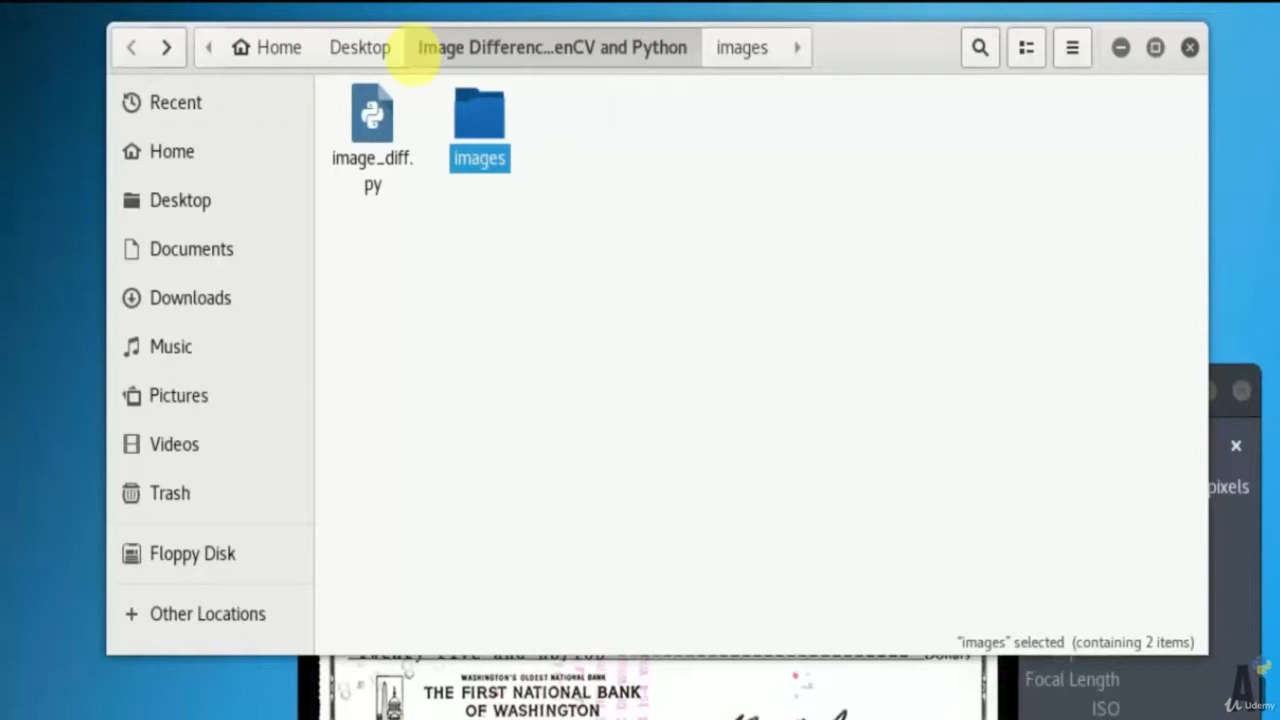 Home Desktop Image Differenc...enCV and Python images
Recent
Home
Desktop
Documents
Downloads
Music
Pictures
Videos
Trash
Floppy Disk
+ Other Locations
image_diff.
py
images
"images" selected (containing 2 items)
pixels
Focal Length
ISO
Dollars
WASHINGTON'S OLDEST NATIONAL BANK
THE FIRST NATIONAL BANK
OF WASHINGTON
Ai
Udemy